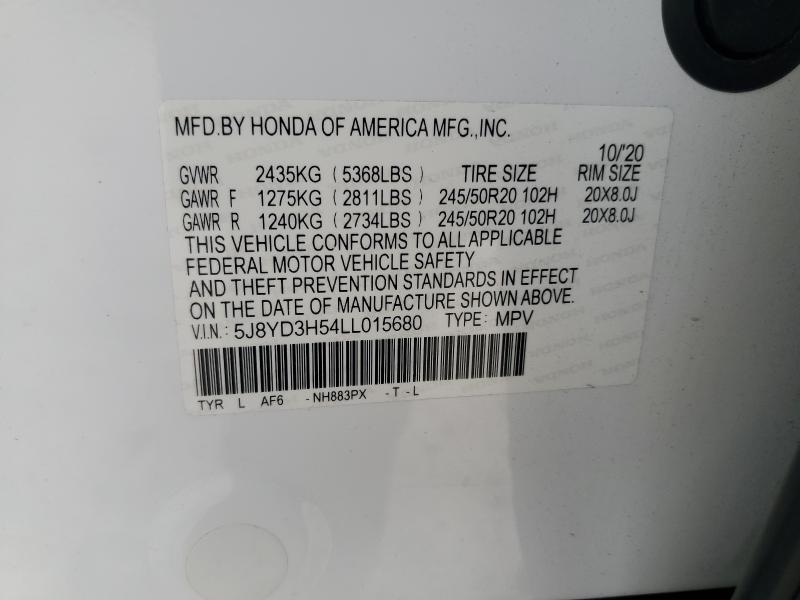 MFD.BY HONDA OF AMERICA MFG.,INC.
10/'20
GVWR 2435KG ( 5368LBS ) TIRE SIZE RIM SIZE
GAWR F 1275KG ( 2811LBS ) 245/50R20 102H 20X8.0J
GAWR R 1240KG ( 2734LBS ) 245/50R20 102H 20X8.0J
THIS VEHICLE CONFORMS TO ALL APPLICABLE
FEDERAL MOTOR VEHICLE SAFETY
AND THEFT PREVENTION STANDARDS IN EFFECT
ON THE DATE OF MANUFACTURE SHOWN ABOVE.
V.I.N.: 5J8YD3H54LL015680 TYPE: MPV
TYR L AF6 -NH883PX -T-L